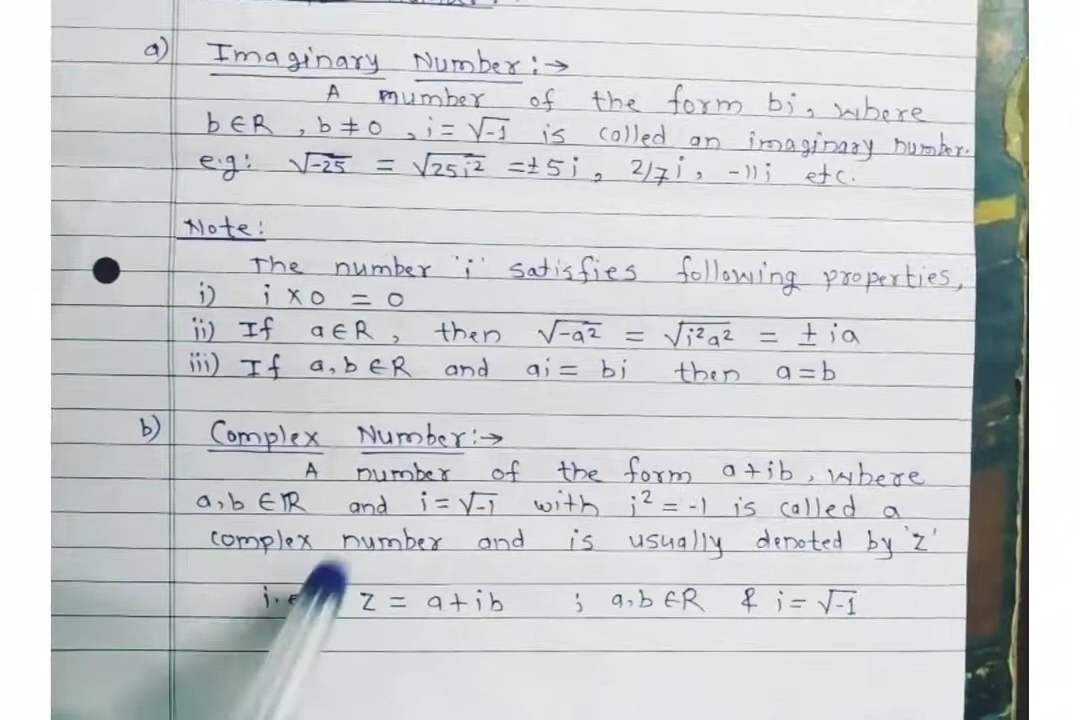 a) Imaginary Number:→
A number of the form bi, where
b∈R, b≠0, i = √-1 is called an imaginary number.
e.g: √-25 = √25i² = ±5i, 2/7i, -11i etc.
Note:
The number 'i' satisfies following properties,
i) i×0 = 0
ii) If a∈R, then √-a² = √i²a² = ± ia
iii) If a,b∈R and ai = bi then a=b
b) Complex Number:→
A number of the form a+ib, where
a,b∈R and i=√-1 with i² = -1 is called a
complex number and is usually denoted by 'z'
i.e z = a+ib ; a,b∈R & i=√-1